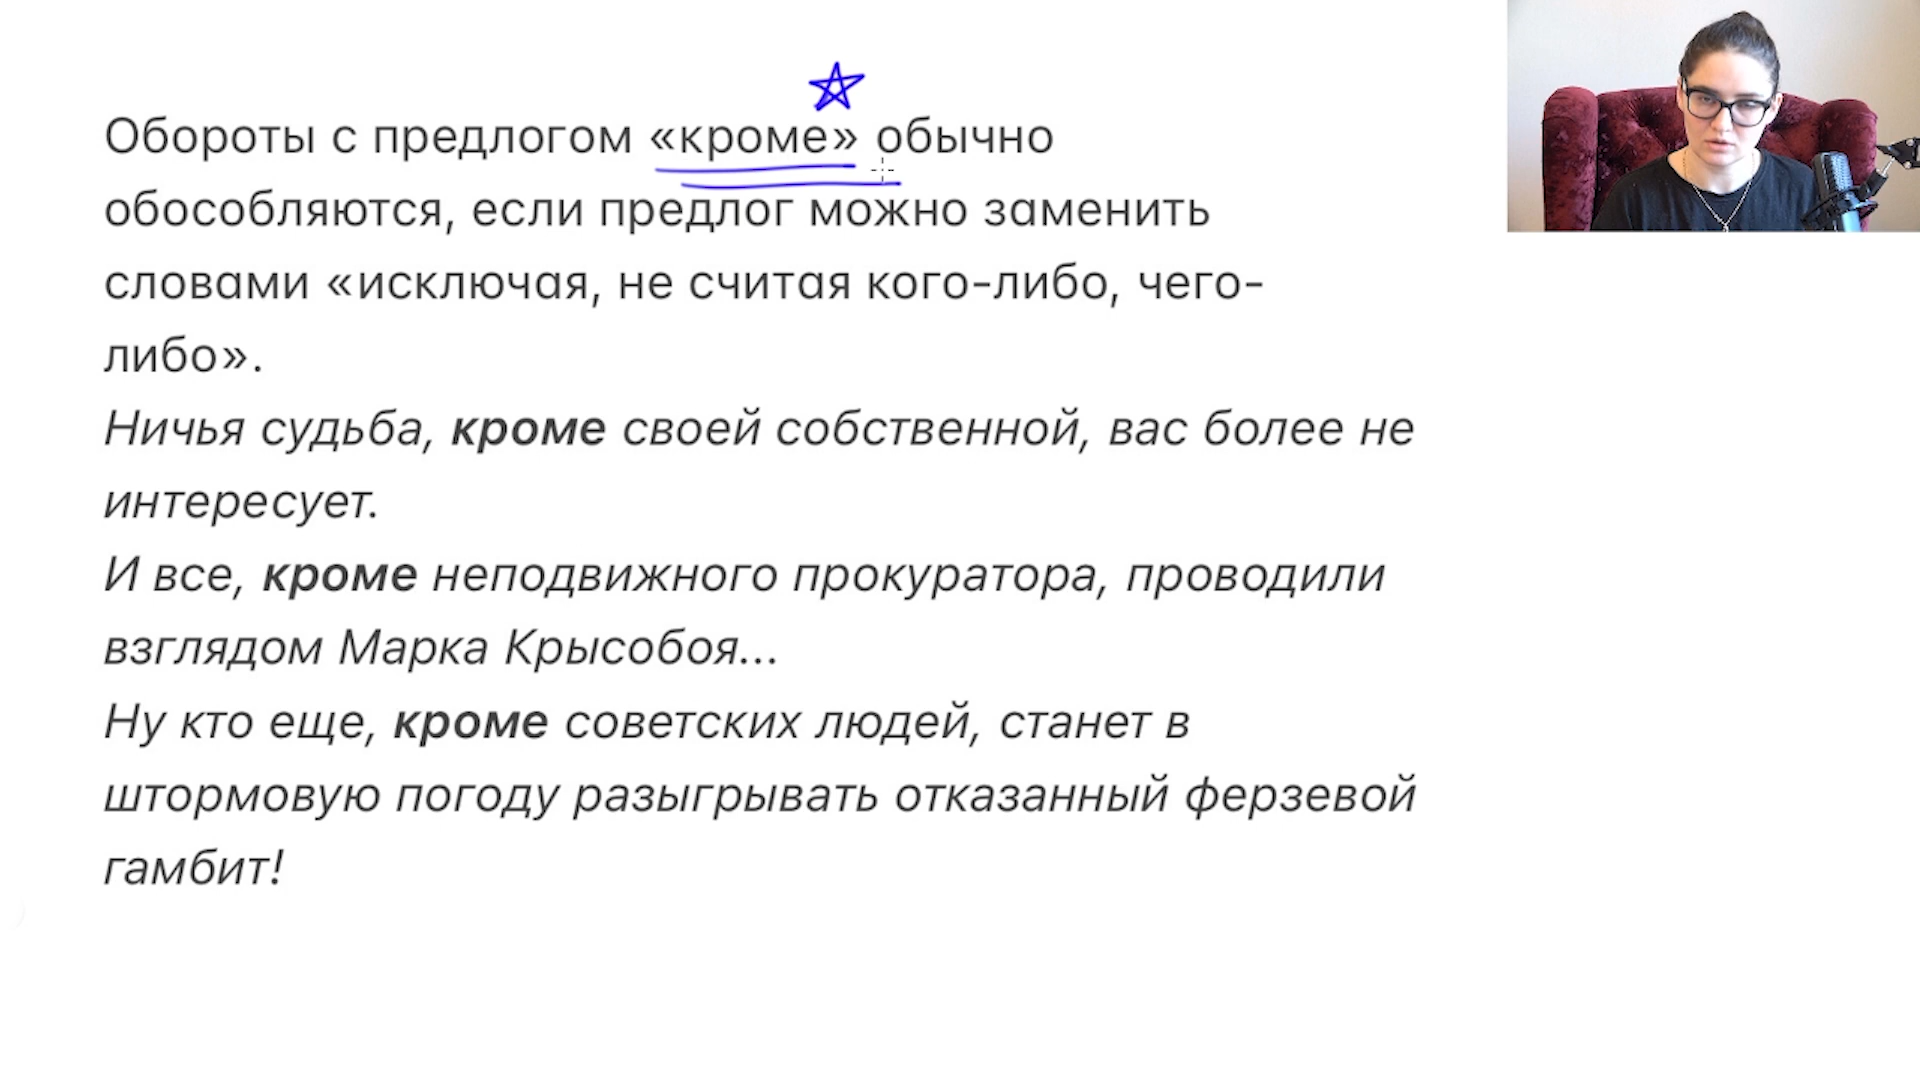 Обороты с предлогом «кроме» обычно
обособляются, если предлог можно заменить
словами «исключая, не считая кого-либо, чего-
либо».
Ничья судьба, кроме своей собственной, вас более не
интересует.
И все, кроме неподвижного прокуратора, проводили
взглядом Марка Крысобоя...
Ну кто еще, кроме советских людей, станет в
штормовую погоду разыгрывать отказанный ферзевой
гамбит!